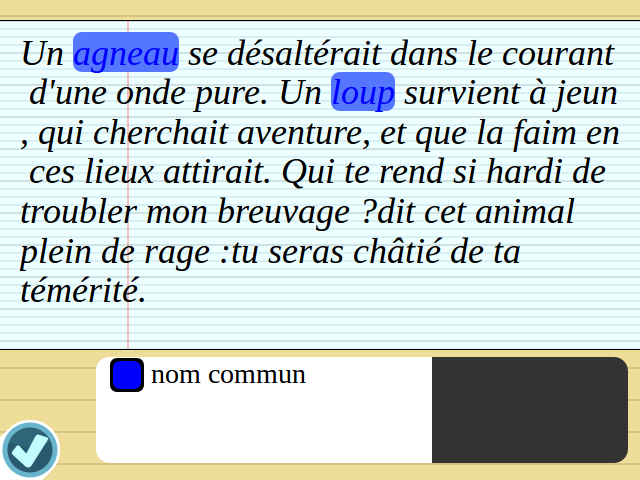 Un agneau se désaltérait dans le courant
d'une onde pure. Un loup survient à jeun
, qui cherchait aventure, et que la faim en
ces lieux attirait. Qui te rend si hardi de
troubler mon breuvage ?dit cet animal
plein de rage :tu seras châtié de ta
témérité.
nom commun